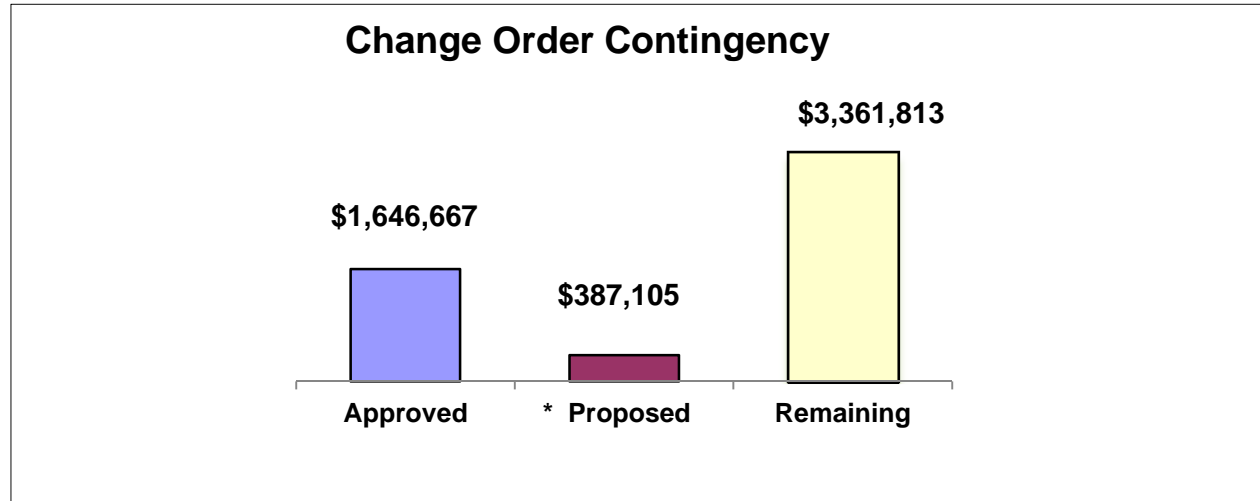 Change Order Contingency
$3,361,813
$1,646,667
$387,105
Approved * Proposed Remaining